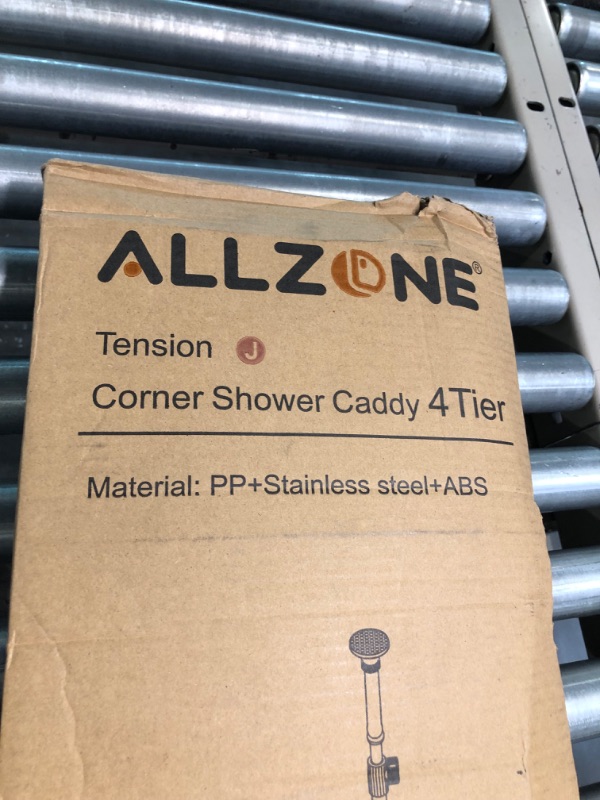 ALLZONE®
Tension J
Corner Shower Caddy 4Tier
Material: PP+Stainless steel+ABS